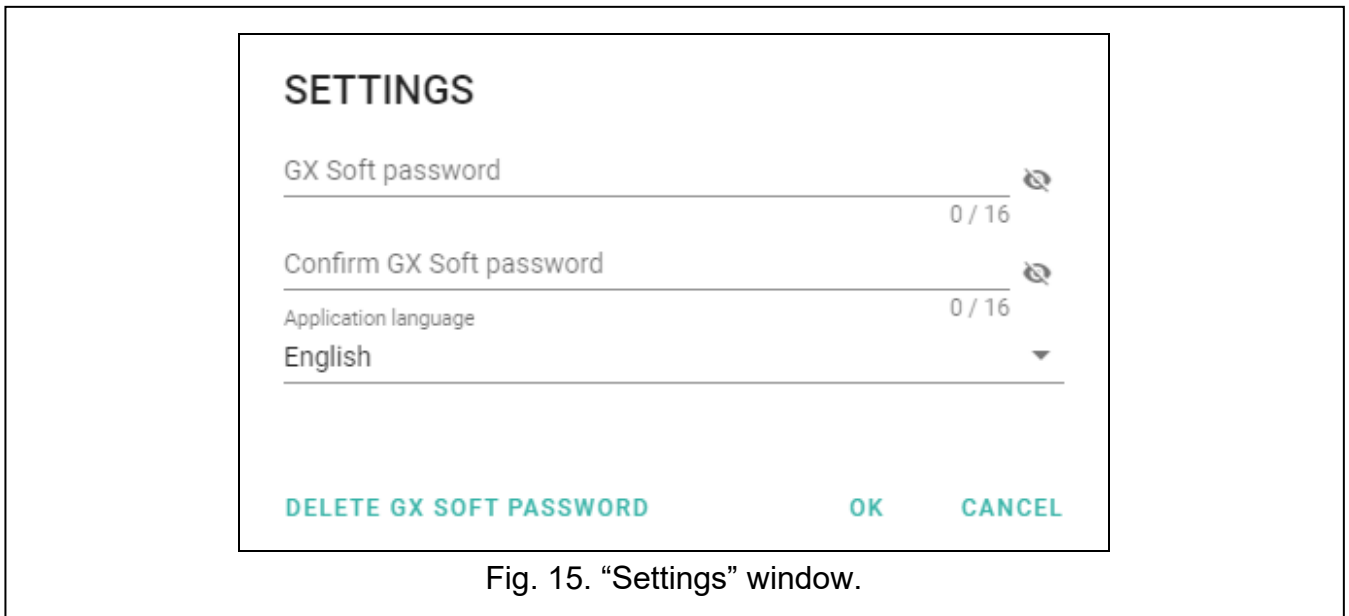 SETTINGS
GX Soft password
0 / 16
Confirm GX Soft password
0 / 16
Application language
English
DELETE GX SOFT PASSWORD OK CANCEL
Fig. 15. “Settings” window.